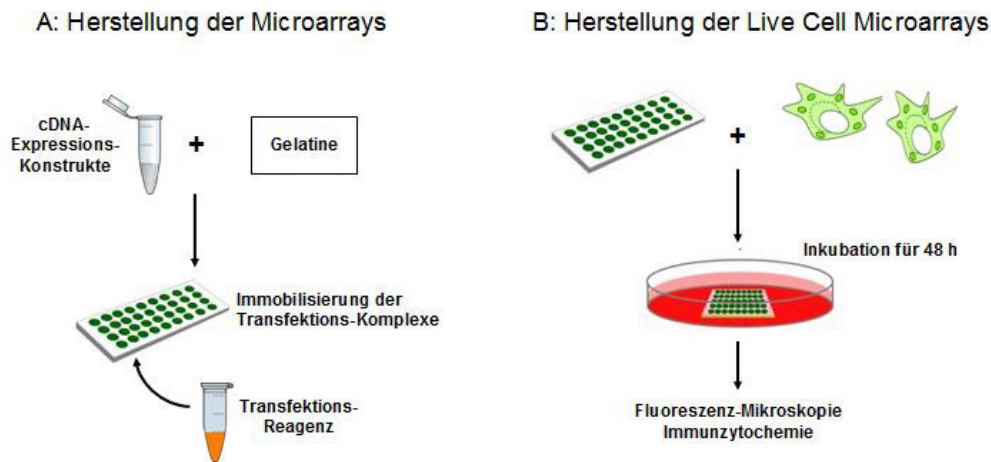 A: Herstellung der Microarrays
cDNA-
Expressions-
Konstrukte
+
Gelatine
Immobilisierung der
Transfektions-Komplexe
Transfektions-
Reagenz
B: Herstellung der Live Cell Microarrays
+
Inkubation für 48 h
Fluoreszenz-Mikroskopie
Immunzytochemie